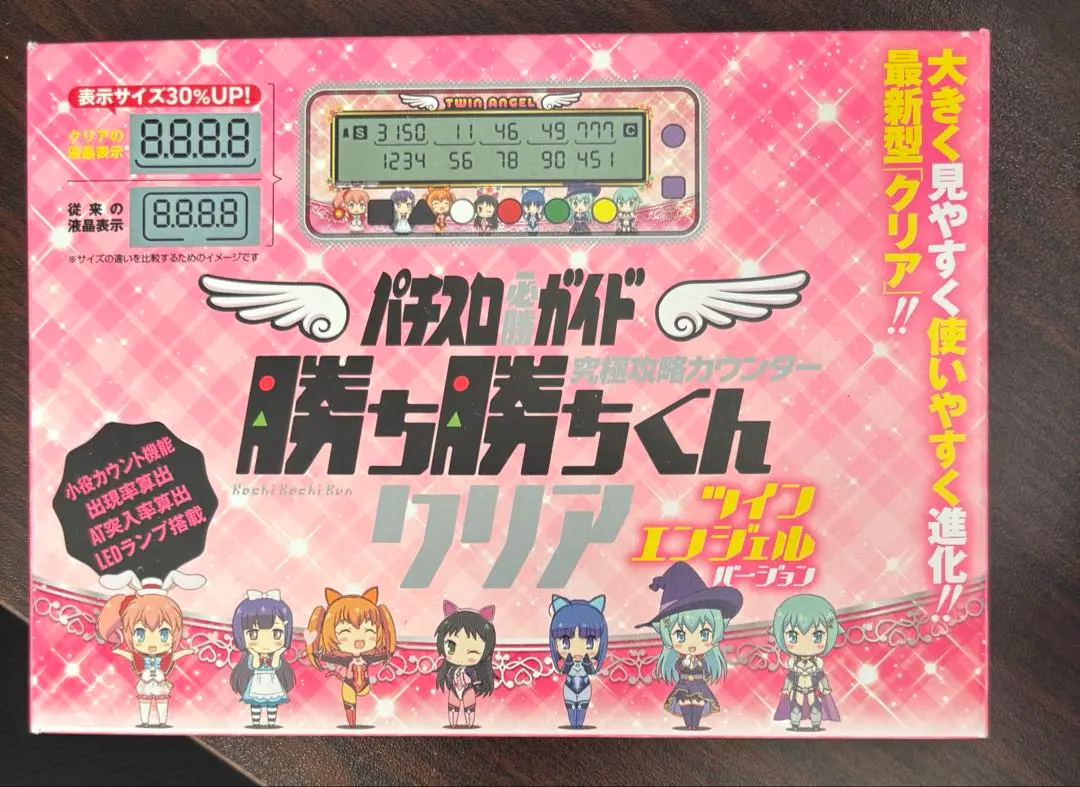 表示サイズ30%UP!
クリアの
液晶表示
8.8.8.8
従来の
液晶表示
8.8.8.8
※サイズの違いを比較するためのイメージです
TWIN ANGEL
S 3150 11 46 49 777 C
1234 56 78 90 451
大きく見やすく使いやすく進化!!
最新型「クリア」!!
パチスロ必勝ガイド
究極攻略カウンター
勝ち勝ちくん
Kachi Kachi Kun
クリア
ツイン
エンジェル
バージョン
小役カウント機能
出現率算出
AT突入率算出
LEDランプ搭載